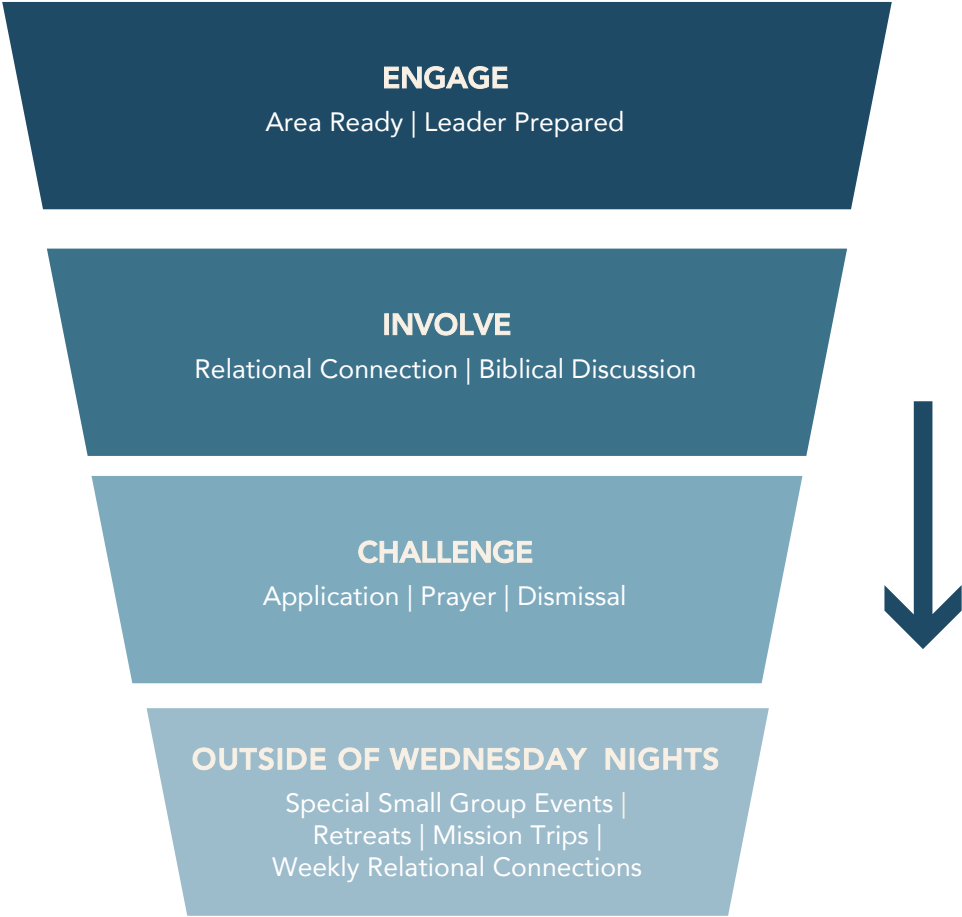 ENGAGE
Area Ready | Leader Prepared
INVOLVE
Relational Connection | Biblical Discussion
CHALLENGE
Application | Prayer | Dismissal
OUTSIDE OF WEDNESDAY NIGHTS
Special Small Group Events |
Retreats | Mission Trips |
Weekly Relational Connections